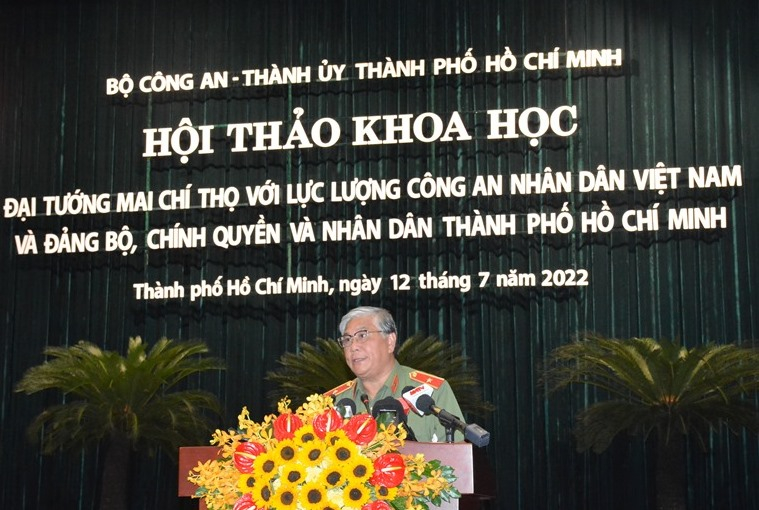 BỘ CÔNG AN - THÀNH ỦY THÀNH PHỐ HỒ CHÍ MINH
HỘI THẢO KHOA HỌC
ĐẠI TƯỚNG MAI CHÍ THỌ VỚI LỰC LƯỢNG CÔNG AN NHÂN DÂN VIỆT NAM
VÀ ĐẢNG BỘ, CHÍNH QUYỀN VÀ NHÂN DÂN THÀNH PHỐ HỒ CHÍ MINH
Thành phố Hồ Chí Minh, ngày 12 tháng 7 năm 2022